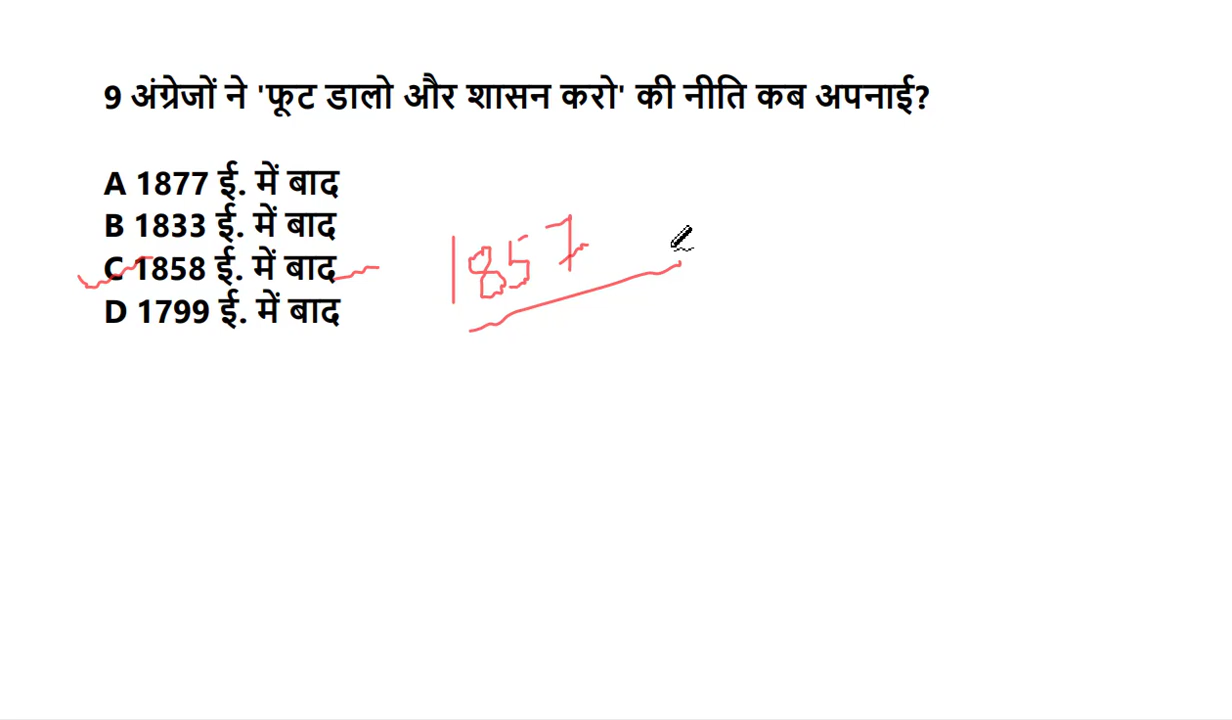 9 अंग्रेजों ने 'फूट डालो और शासन करो' की नीति कब अपनाई?
A 1877 ई. में बाद
B 1833 ई. में बाद
C 1858 ई. में बाद
D 1799 ई. में बाद
1857